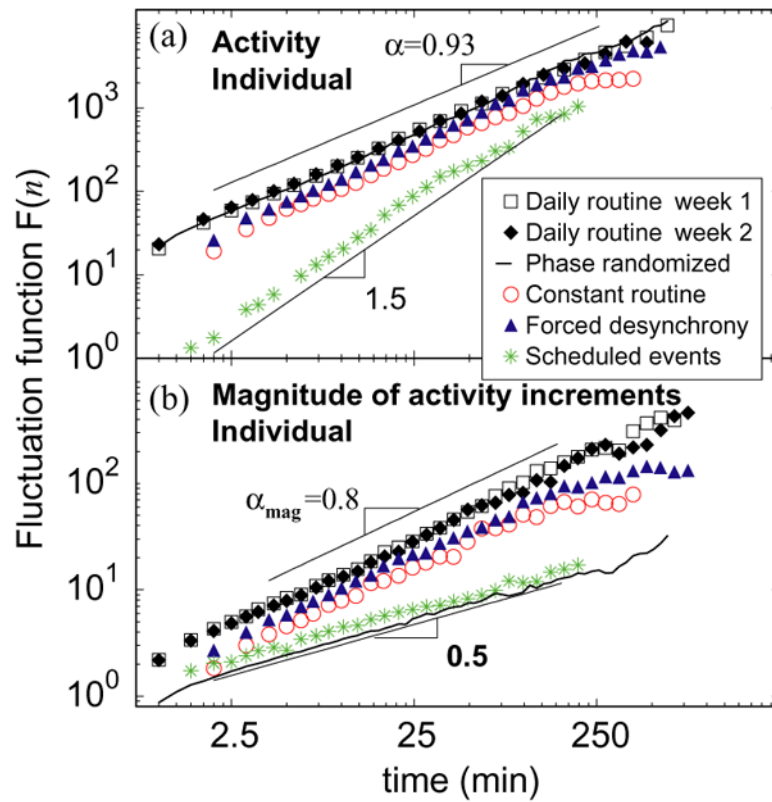 (a) Activity
Individual
α=0.93
10³
10²
10¹
10⁰
1.5
Daily routine week 1
Daily routine week 2
Phase randomized
Constant routine
Forced desynchrony
Scheduled events
Fluctuation function F(n)
(b) Magnitude of activity increments
Individual
αmag=0.8
10²
10¹
10⁰
0.5
2.5 25 250
time (min)